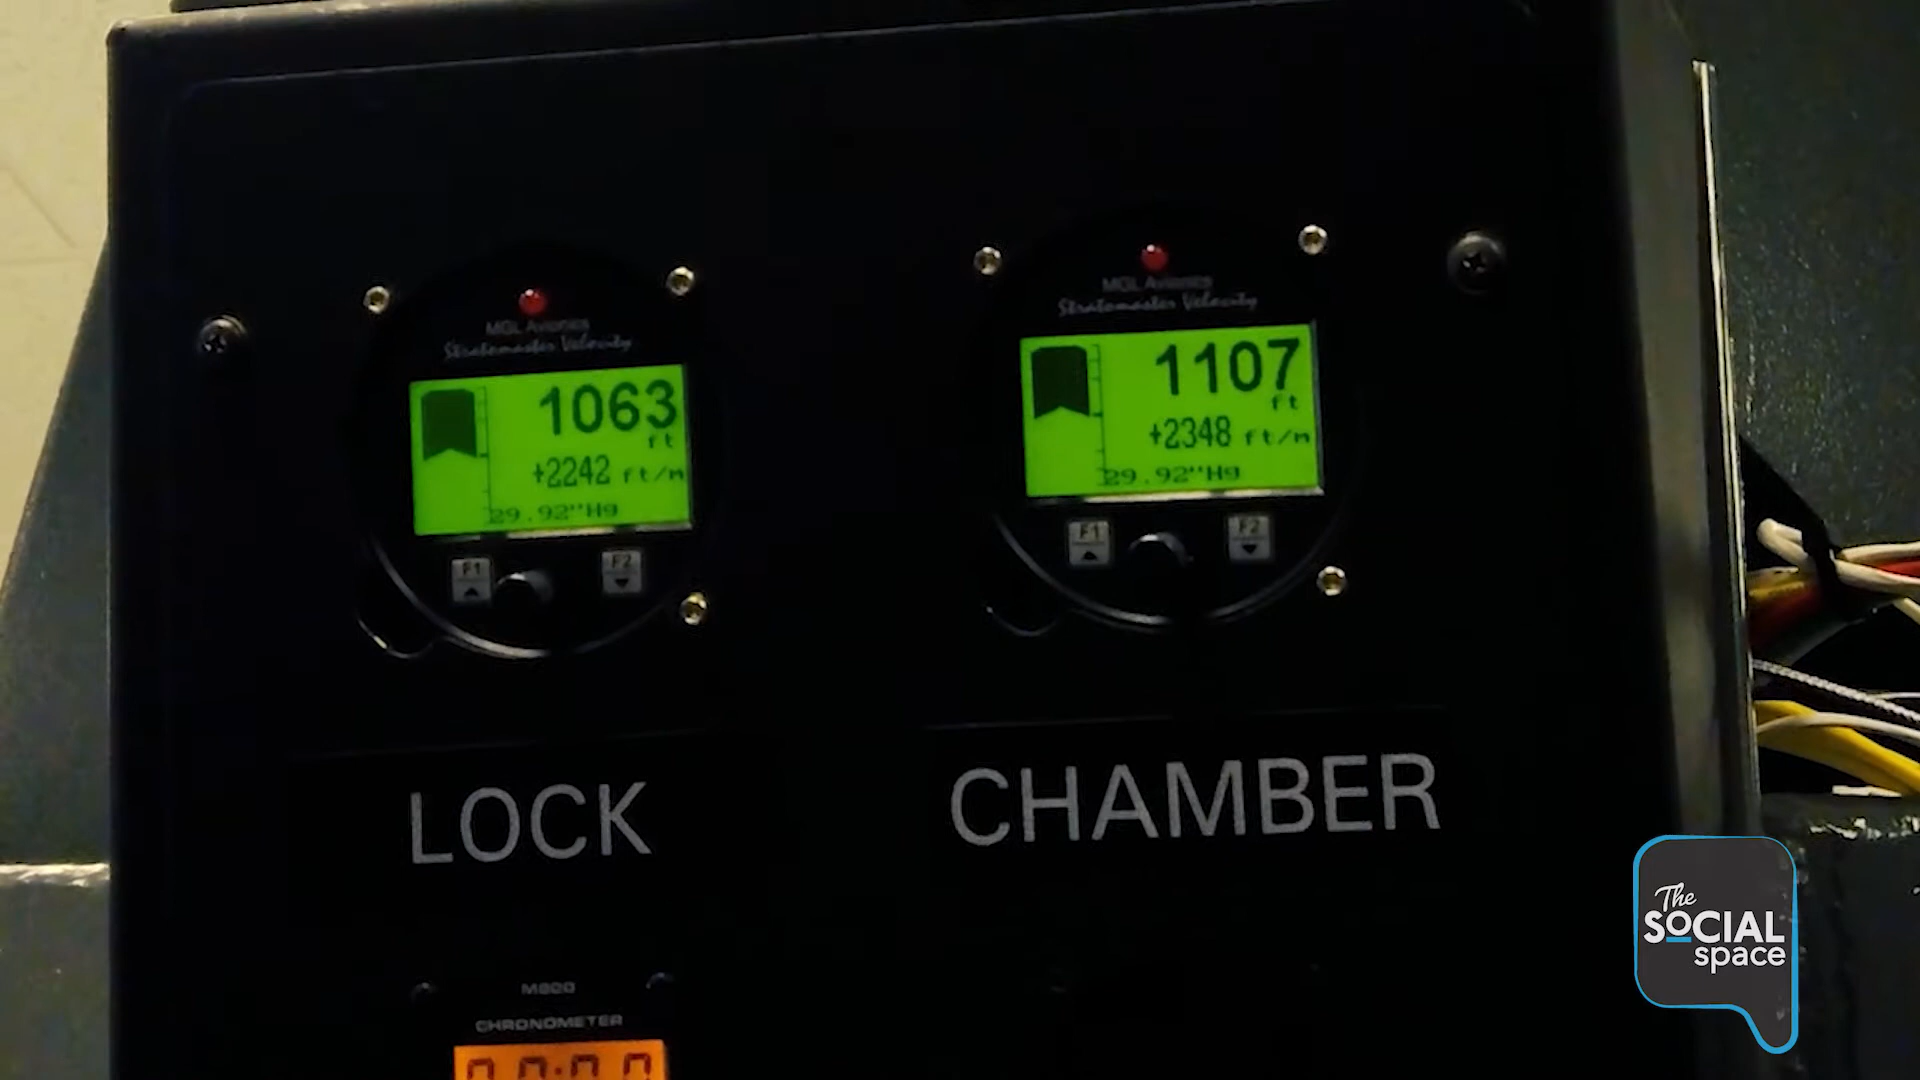 MGL Avionics
Stratomaster Velocity
1063
ft
+2242 ft/m
29.92"Hg
F1
F2
LOCK
MGL Avionics
Stratomaster Velocity
1107
ft
+2348 ft/m
29.92"Hg
F1
F2
CHAMBER
M800
CHRONOMETER
The
SOCIAL
space